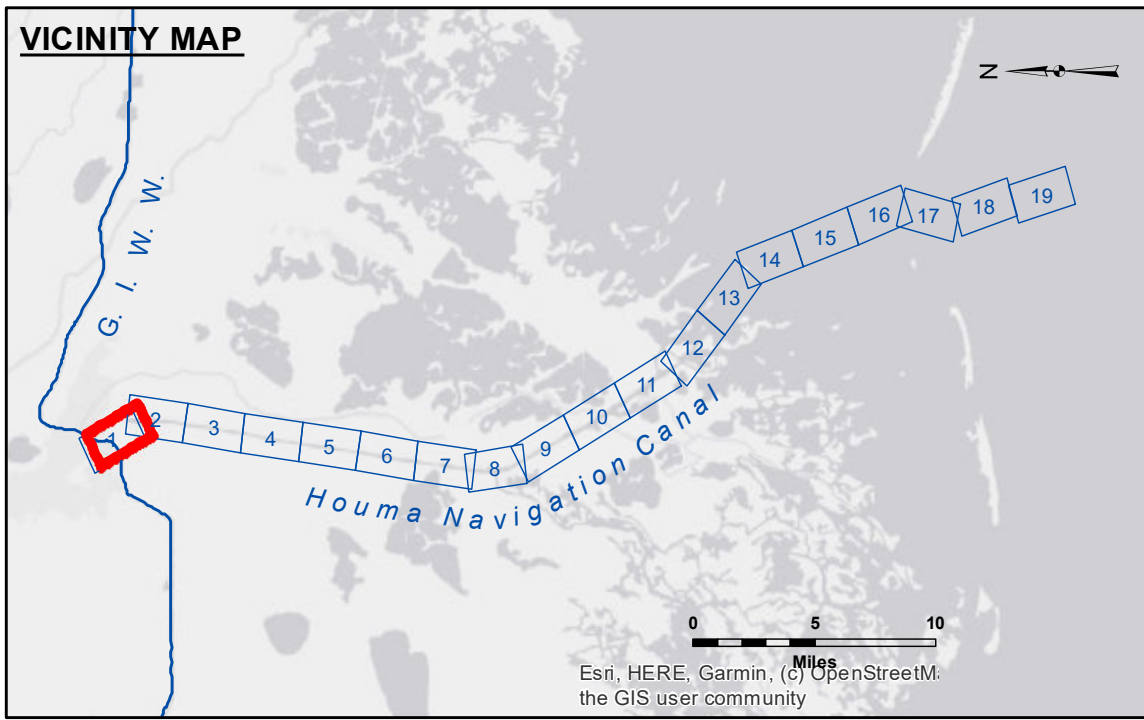 VICINITY MAP
N
G. I. W. W.
1
2
3
4
5
6
7
8
9
10
11
12
13
14
15
16
17
18
19
Houma Navigation Canal
0 5 10
Miles
Esri, HERE, Garmin, (c) OpenStreetM
the GIS user community